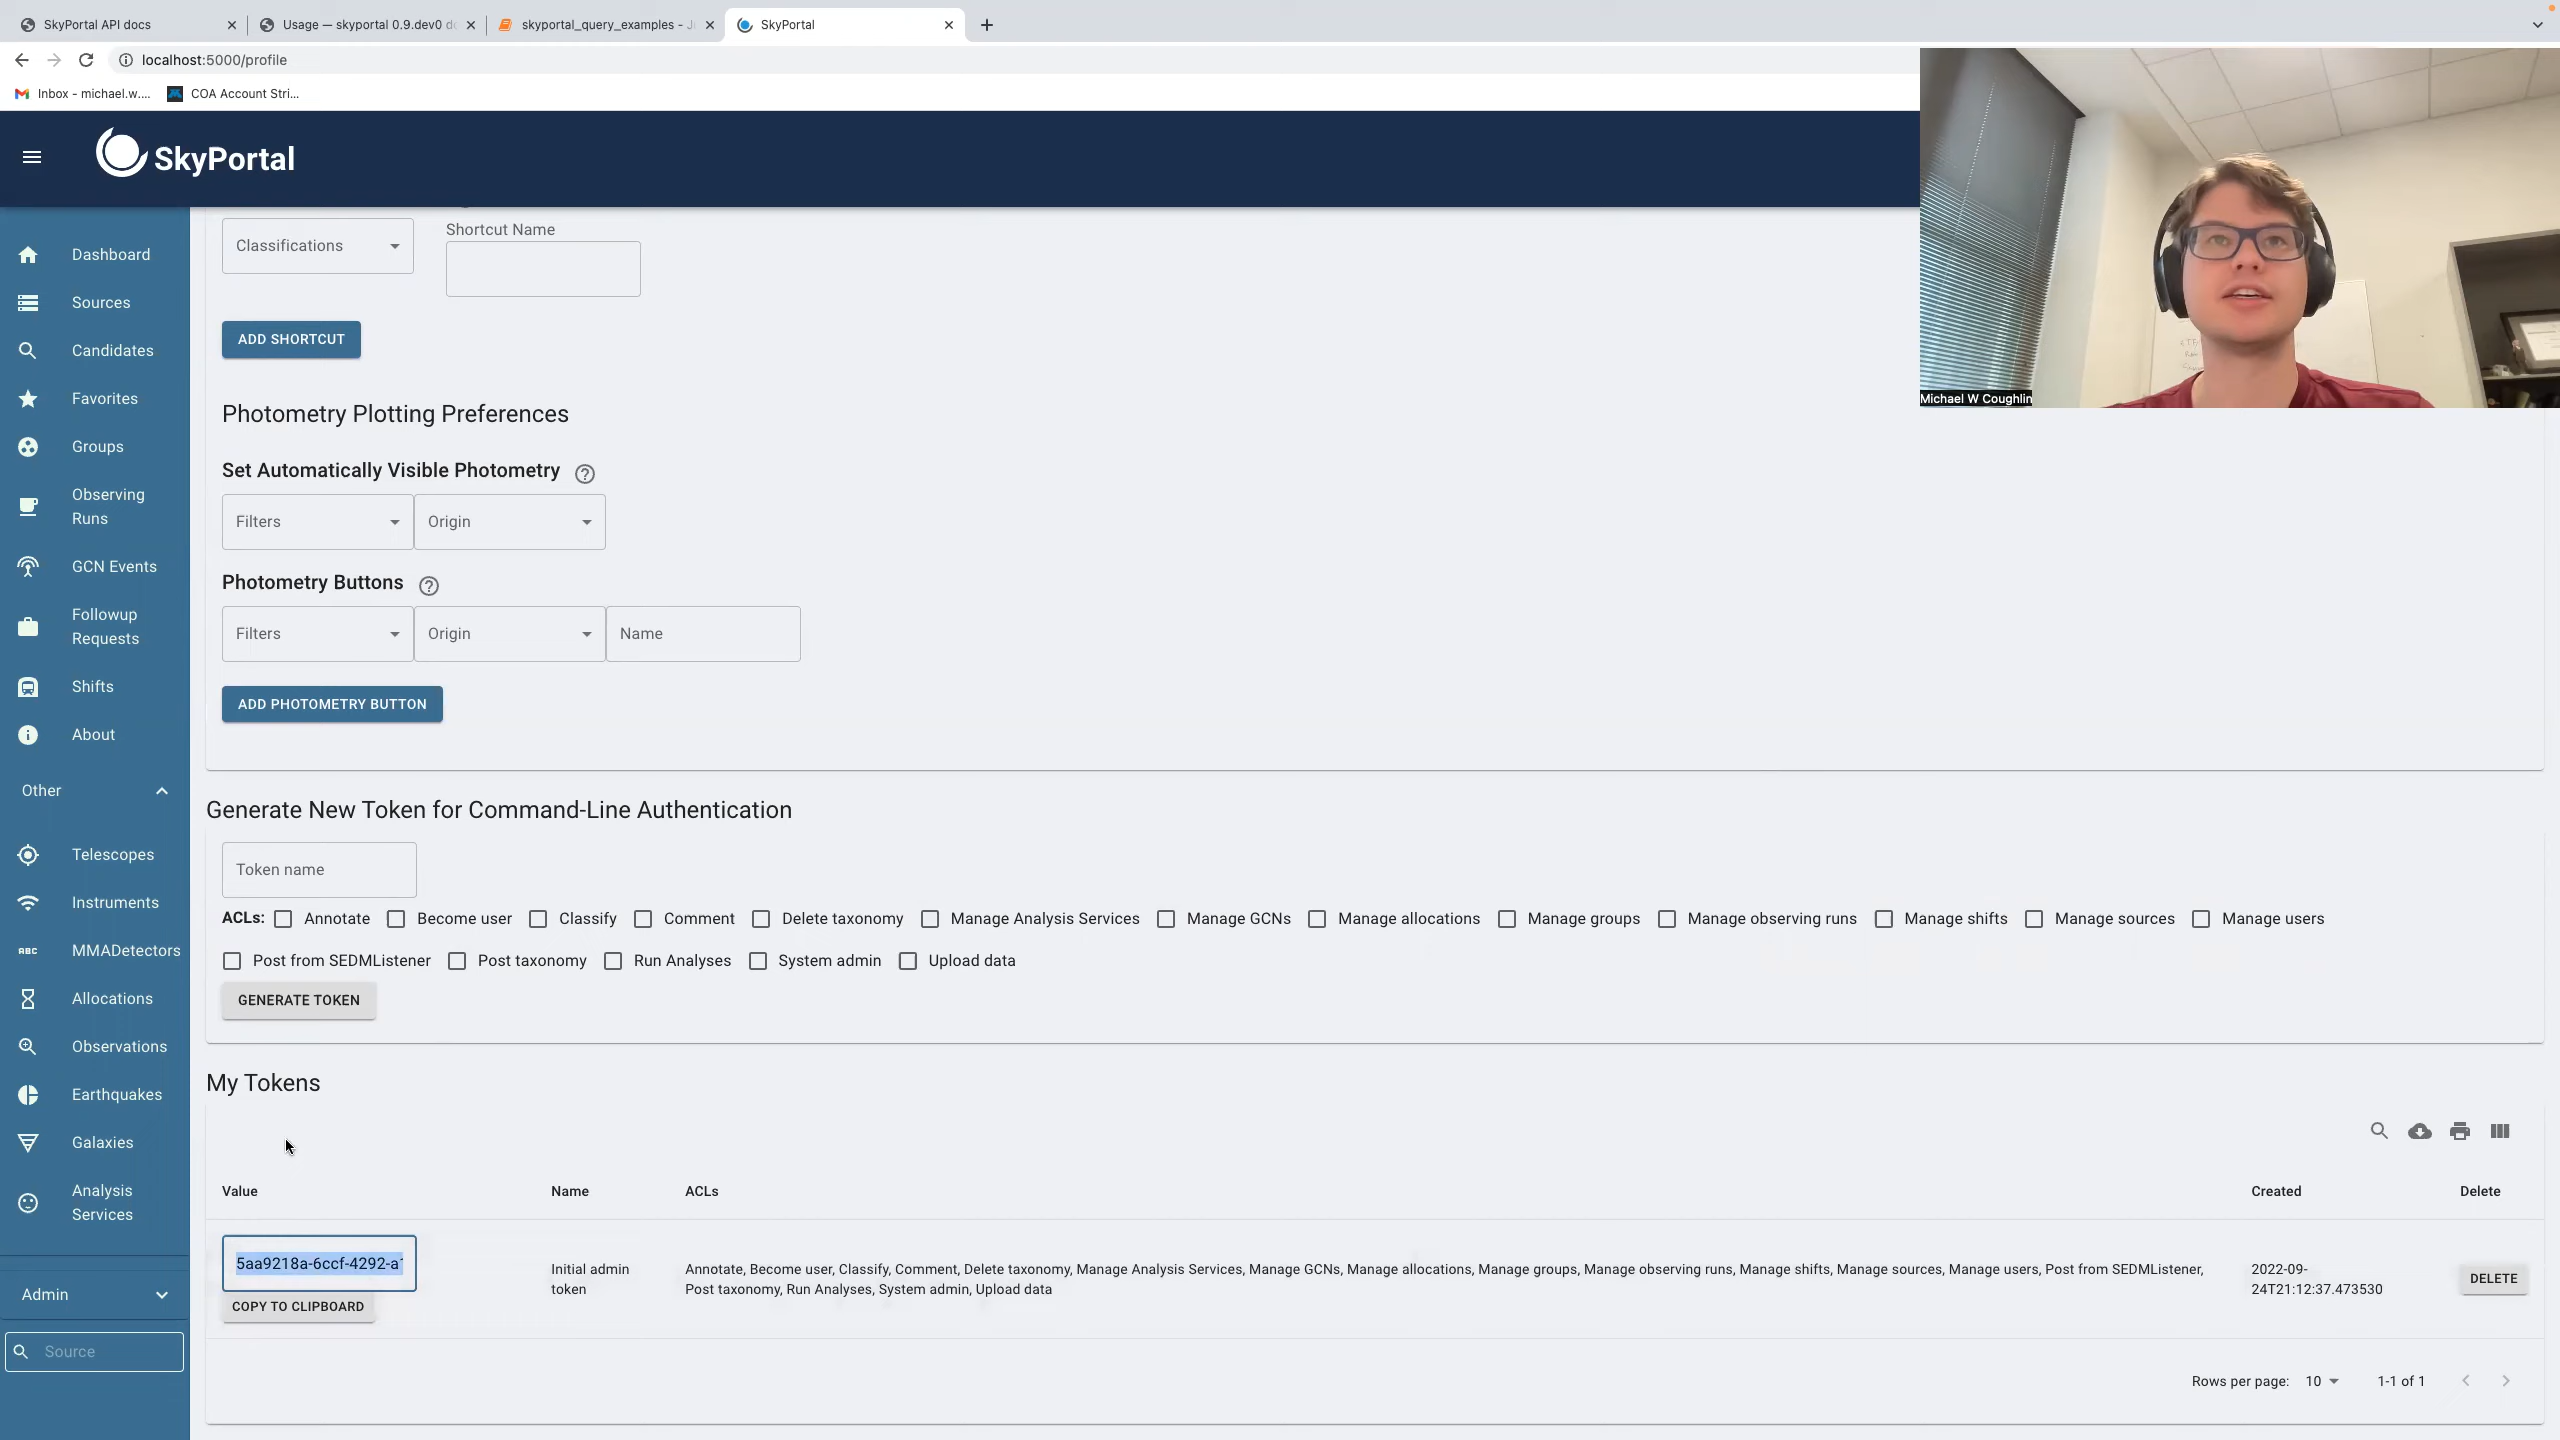 SkyPortal API docs
Usage — skyportal 0.9.dev0 do
skyportal_query_examples - J
SkyPortal
localhost:5000/profile
Inbox - michael.w....
COA Account Stri...
SkyPortal
Michael W Coughlin
Dashboard
Sources
Candidates
Favorites
Groups
Observing
Runs
GCN Events
Followup
Requests
Shifts
About
Other
Telescopes
Instruments
ABC
MMADetectors
Allocations
Observations
Earthquakes
Galaxies
Analysis
Services
Admin
Source
Classifications
Shortcut Name
ADD SHORTCUT
Photometry Plotting Preferences
Set Automatically Visible Photometry ?
Filters
Origin
Photometry Buttons ?
Filters
Origin
Name
ADD PHOTOMETRY BUTTON
Generate New Token for Command-Line Authentication
Token name
ACLs: Annotate Become user Classify Comment Delete taxonomy Manage Analysis Services Manage GCNs Manage allocations Manage groups Manage observing runs Manage shifts Manage sources Manage users
Post from SEDMListener Post taxonomy Run Analyses System admin Upload data
GENERATE TOKEN
My Tokens
Value Name ACLs Created Delete
5aa9218a-6ccf-4292-a
COPY TO CLIPBOARD
Initial admin
token
Annotate, Become user, Classify, Comment, Delete taxonomy, Manage Analysis Services, Manage GCNs, Manage allocations, Manage groups, Manage observing runs, Manage shifts, Manage sources, Manage users, Post from SEDMListener,
Post taxonomy, Run Analyses, System admin, Upload data
2022-09-
24T21:12:37.473530
DELETE
Rows per page: 10 1-1 of 1